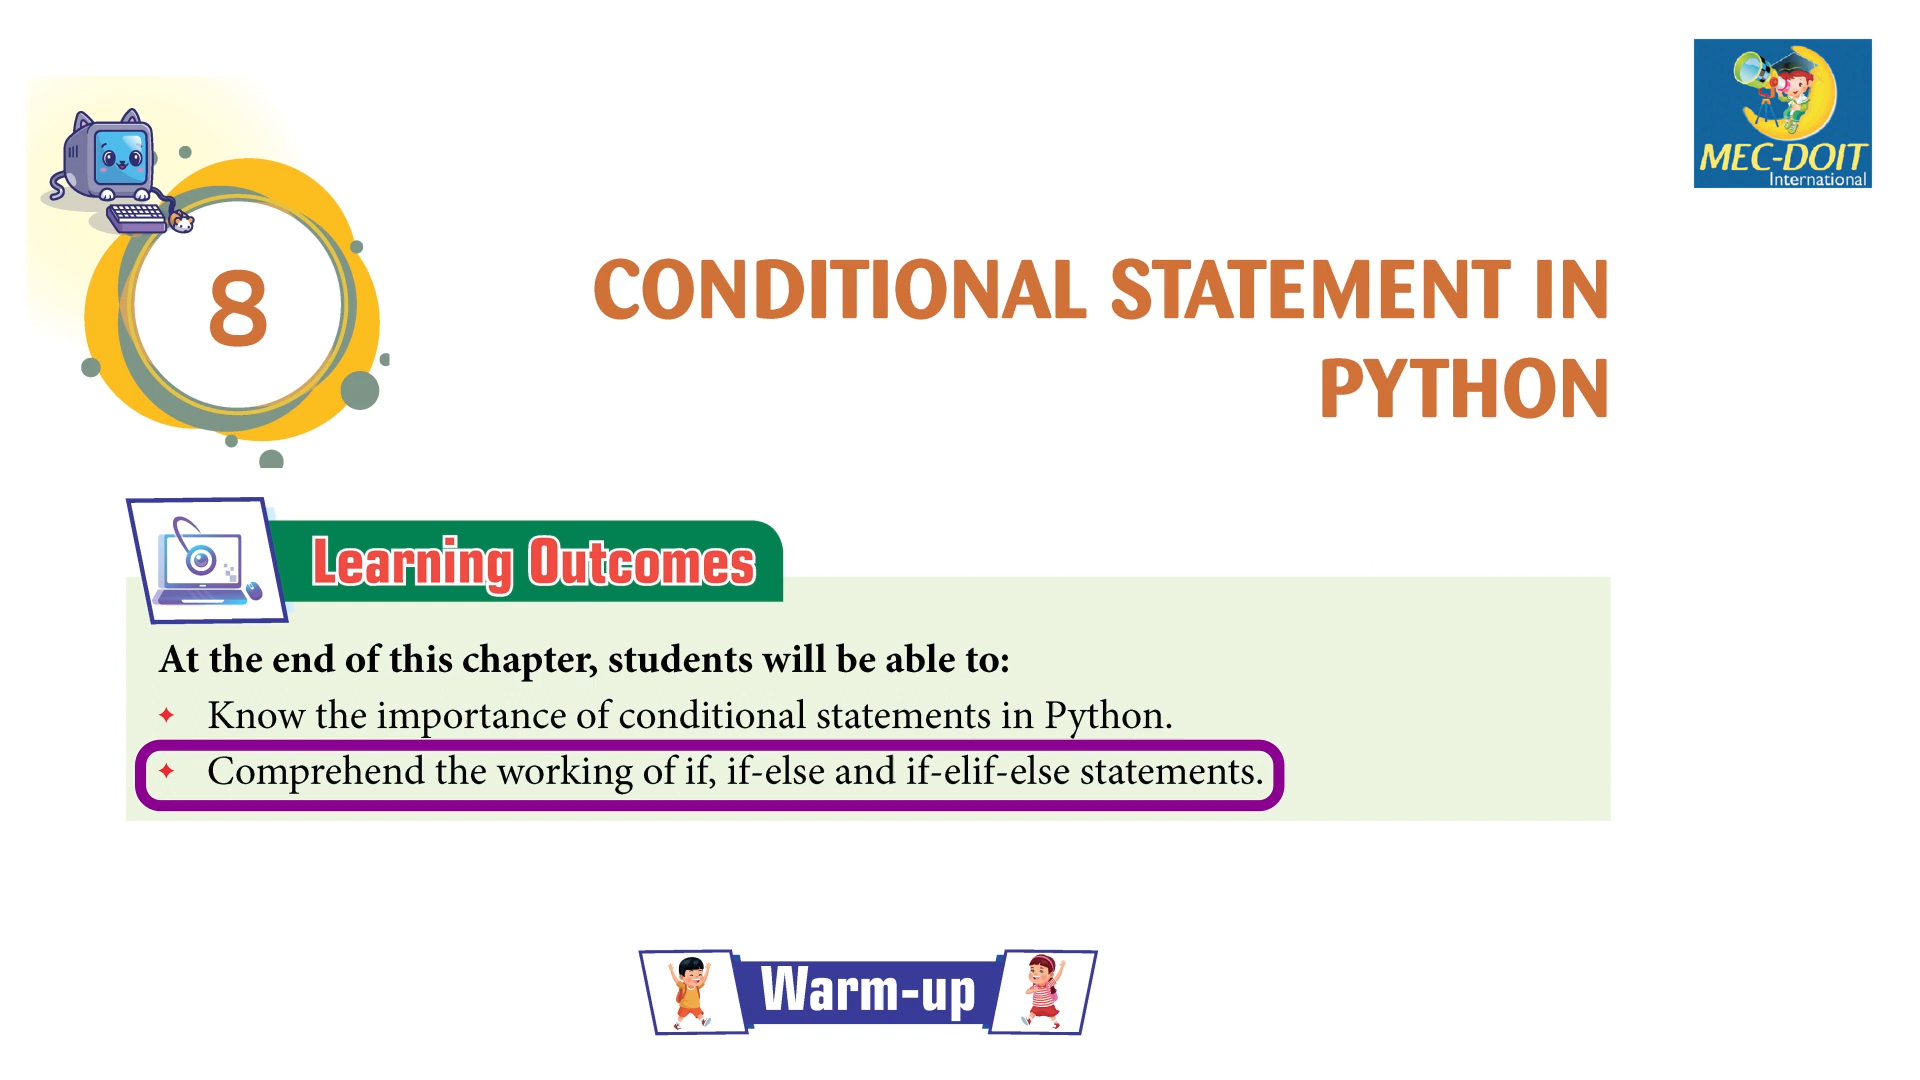 MEC-DOIT
International
8
CONDITIONAL STATEMENT IN
PYTHON
Learning Outcomes
At the end of this chapter, students will be able to:
✦ Know the importance of conditional statements in Python.
✦ Comprehend the working of if, if-else and if-elif-else statements.
Warm-up